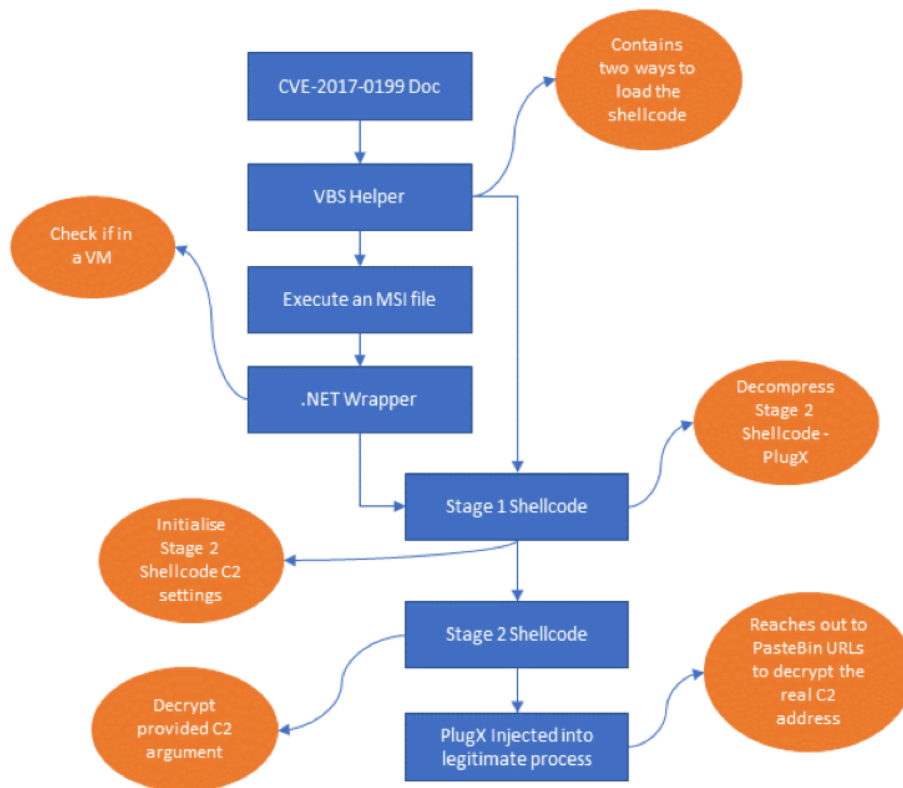 CVE-2017-0199 Doc
Contains
two ways to
load the
shellcode
VBS Helper
Check if in
a VM
Execute an MSI file
.NET Wrapper
Decompress
Stage 2
Shellcode -
PlugX
Stage 1 Shellcode
Initialise
Stage 2
Shellcode C2
settings
Stage 2 Shellcode
Reaches out to
PasteBin URLs
to decrypt the
real C2
address
Decrypt
provided C2
argument
PlugX Injected into
legitimate process